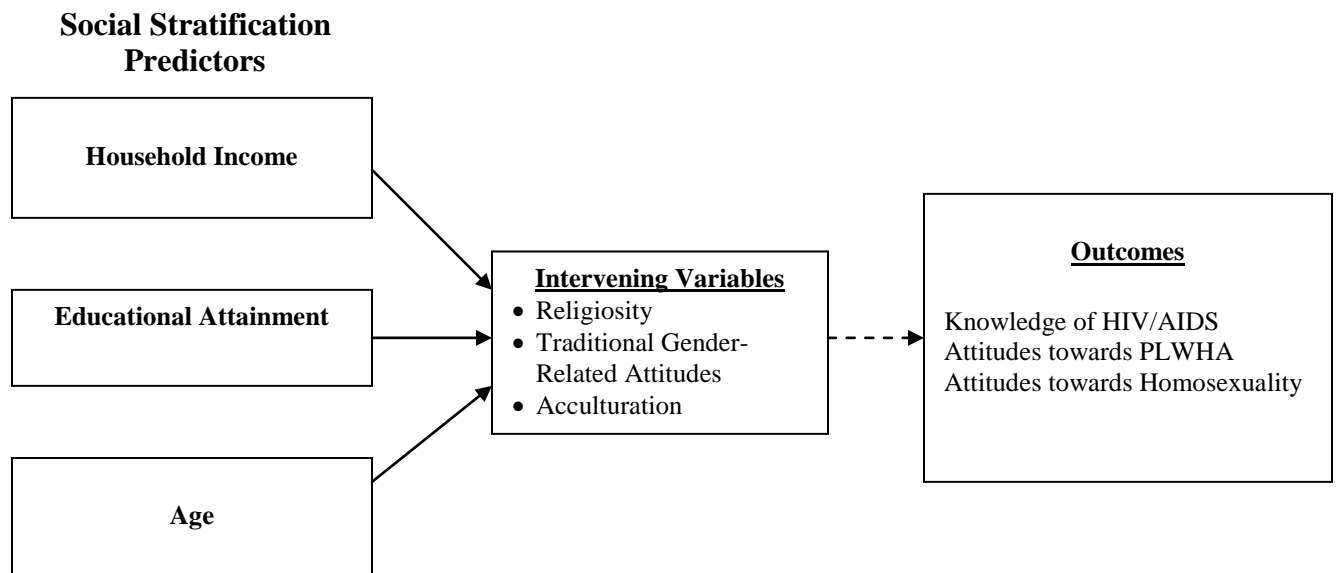 Social Stratification
Predictors
Household Income
Educational Attainment
Age
Intervening Variables
• Religiosity
• Traditional Gender-
Related Attitudes
• Acculturation
Outcomes
Knowledge of HIV/AIDS
Attitudes towards PLWHA
Attitudes towards Homosexuality